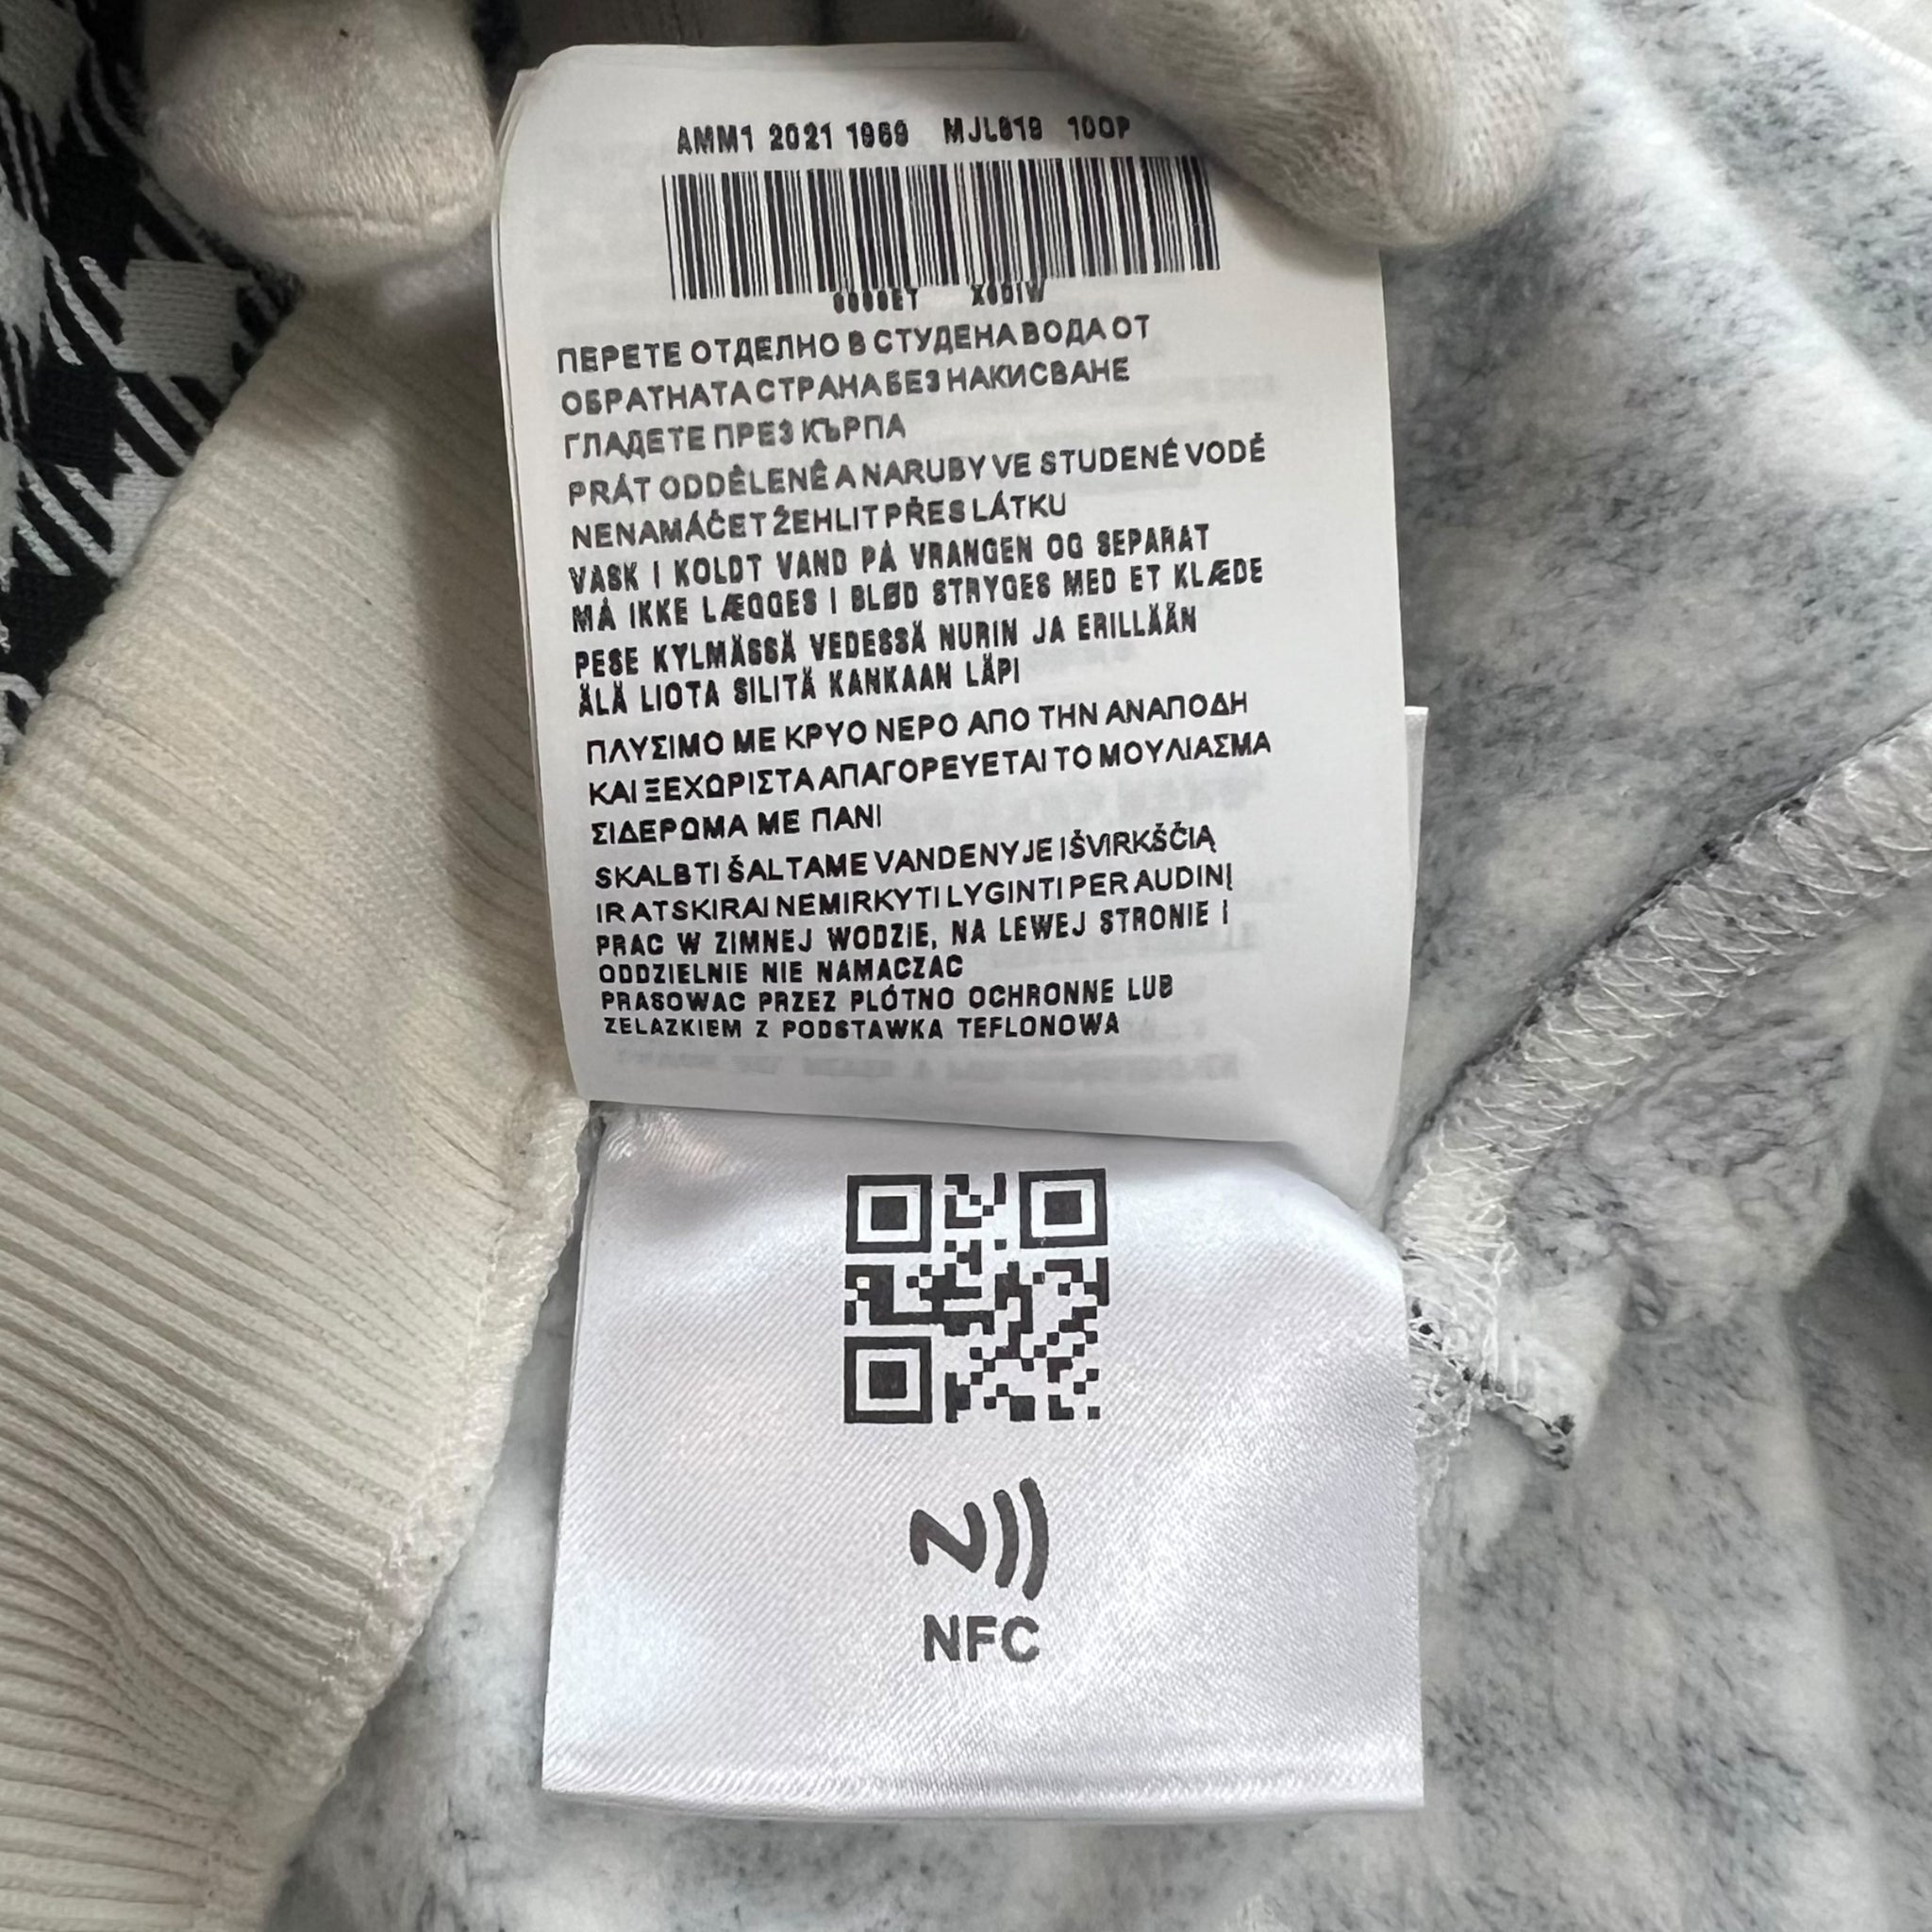 AMM1 2021 1969 MJL019 100P
ПЕРЕТЕ ОТДЕЛНО В СТУДЕНА ВОДА ОТ
ОБРАТНАТА СТРАНА БЕЗ НАКИСВАНЕ
ГЛАДЕТЕ ПРЕЗ КЪРПА
PRÁT ODDĚLENĚ A NARUBY VE STUDENÉ VODĚ
NENAMÁČET ŽEHLIT PŘES LÁTKU
VASK I KOLDT VAND PÅ VRANGEN OG SEPARAT
MÅ IKKE LÆGGES I BLØD STRYGES MED ET KLÆDE
PESE KYLMÄSSÄ VEDESSÄ NURIN JA ERILLÄÄN
ÄLÄ LIOTA SILITÄ KANKAAN LÄPI
ΠΛΥΣΙΜΟ ΜΕ ΚΡΥΟ ΝΕΡΟ ΑΠΟ ΤΗΝ ΑΝΑΠΟΔΗ
ΚΑΙ ΞΕΧΩΡΙΣΤΑ ΑΠΑΓΟΡΕΥΕΤΑΙ ΤΟ ΜΟΥΛΙΑΣΜΑ
ΣΙΔΕΡΩΜΑ ΜΕ ΠΑΝΙ
SKALBTI ŠALTAME VANDENYJE IŠVIRKŠČIĄ
IR ATSKIRAI NEMIRKYTI LYGINTI PER AUDINĮ
PRAC W ZIMNEJ WODZIE, NA LEWEJ STRONIE I
ODDZIELNIE NIE NAMACZAC
PRASOWAC PRZEZ PLÓTNO OCHRONNE LUB
ZELAZKIEM Z PODSTAWKA TEFLONOWA
NFC